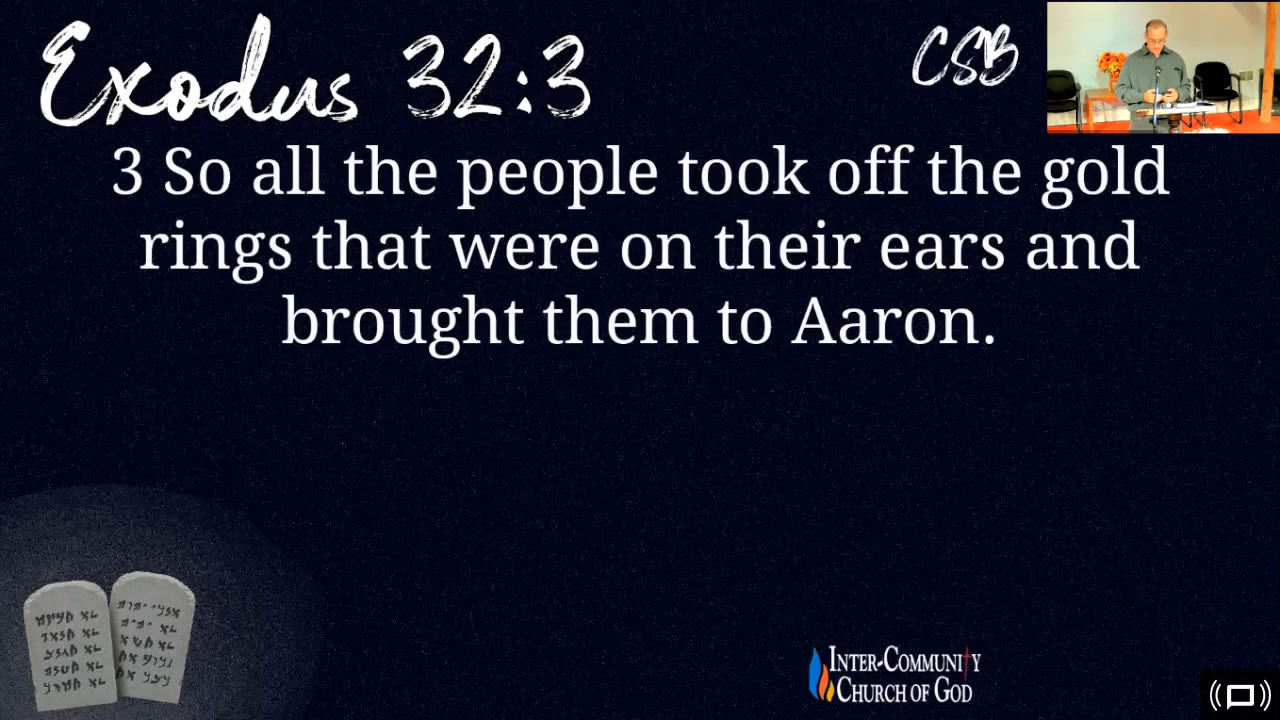 Exodus 32:3
CSB
3 So all the people took off the gold
rings that were on their ears and
brought them to Aaron.
Inter-Community
Church of God